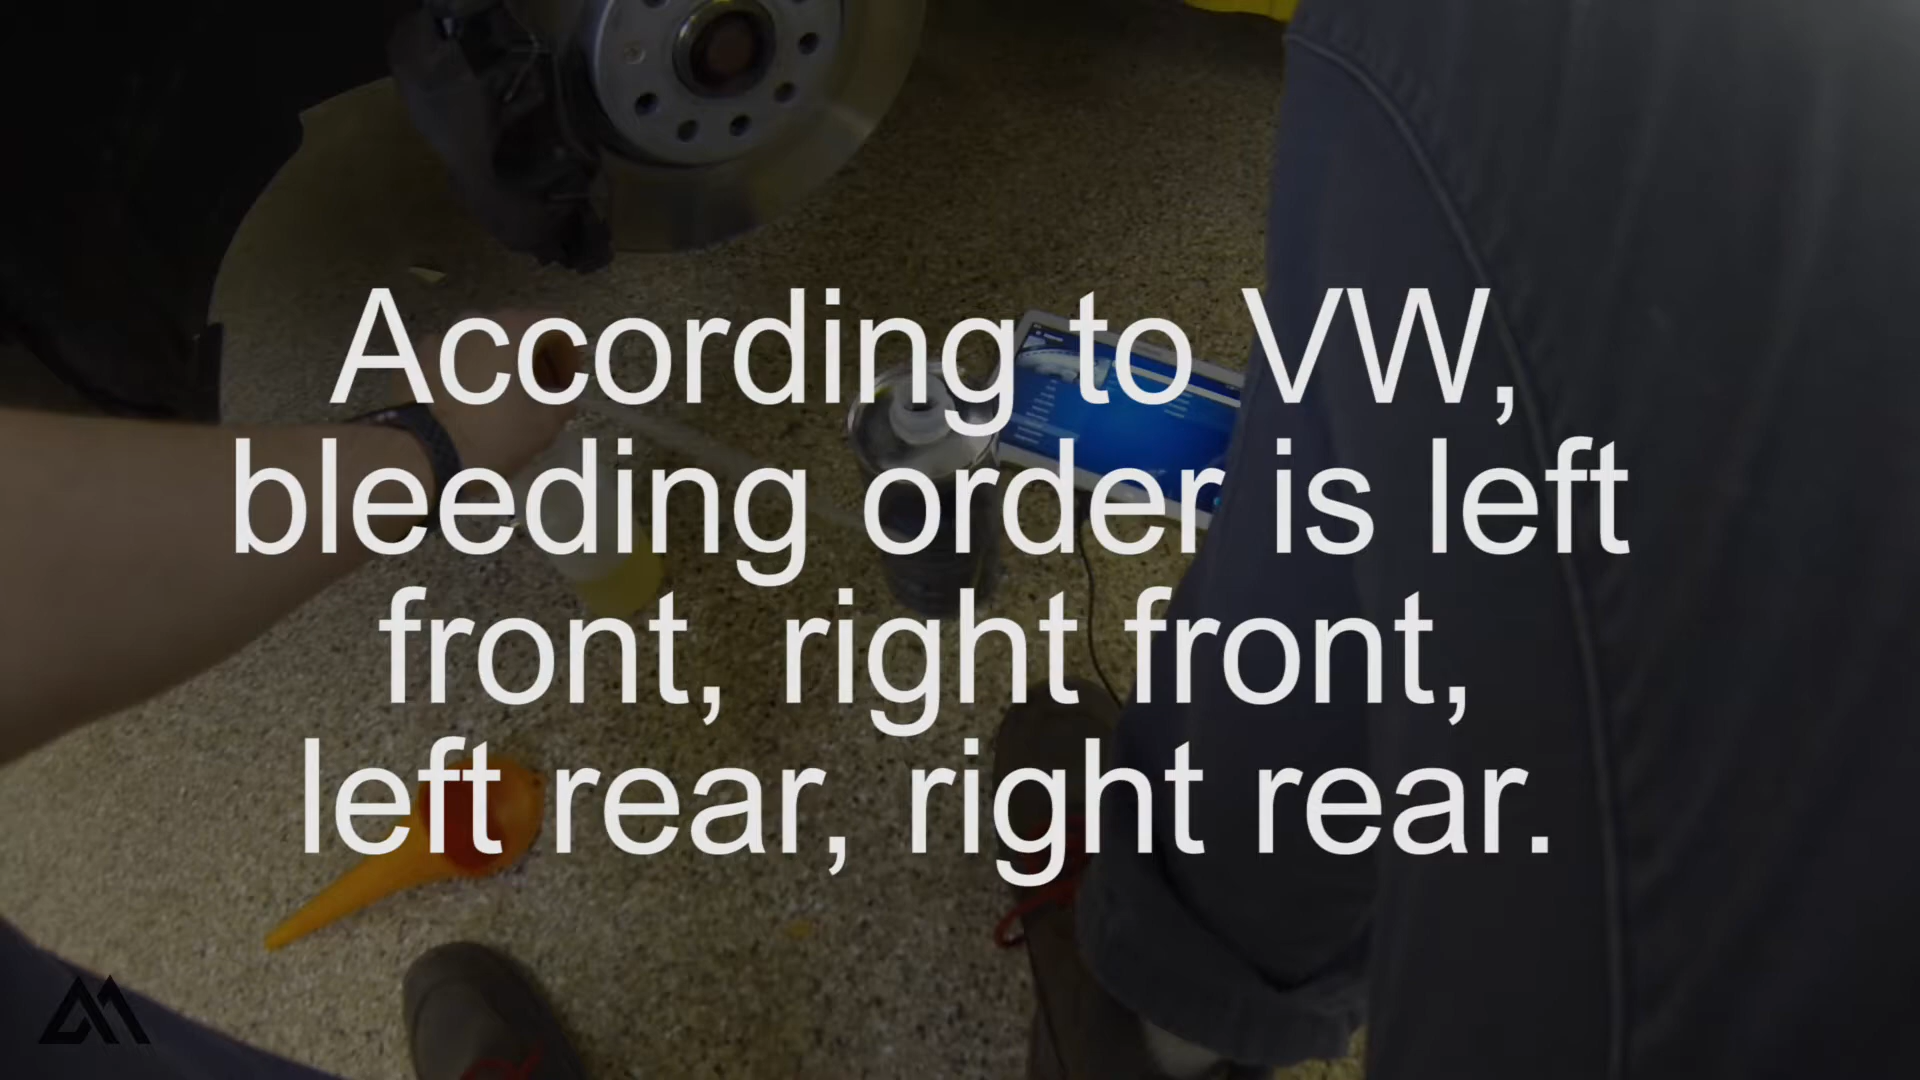 According to VW,
bleeding order is left
front, right front,
left rear, right rear.